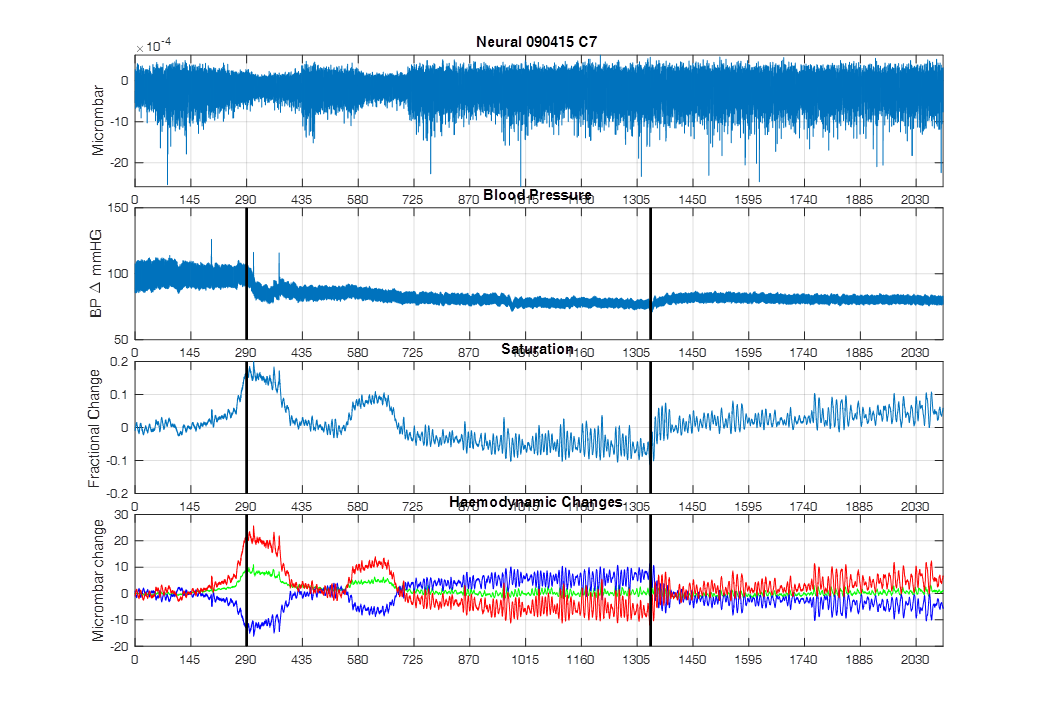 Neural 090415 C7
×10-4
0
-10
-20
Micrombar
0 145 290 435 580 725 870 1015 1160 1305 1450 1595 1740 1885 2030
Blood Pressure
150
100
50
BP Δ mmHG
0 145 290 435 580 725 870 1015 1160 1305 1450 1595 1740 1885 2030
Saturation
0.2
0.1
0
-0.1
-0.2
Fractional Change
0 145 290 435 580 725 870 1015 1160 1305 1450 1595 1740 1885 2030
Haemodynamic Changes
30
20
10
0
-10
-20
Micrombar change
0 145 290 435 580 725 870 1015 1160 1305 1450 1595 1740 1885 2030